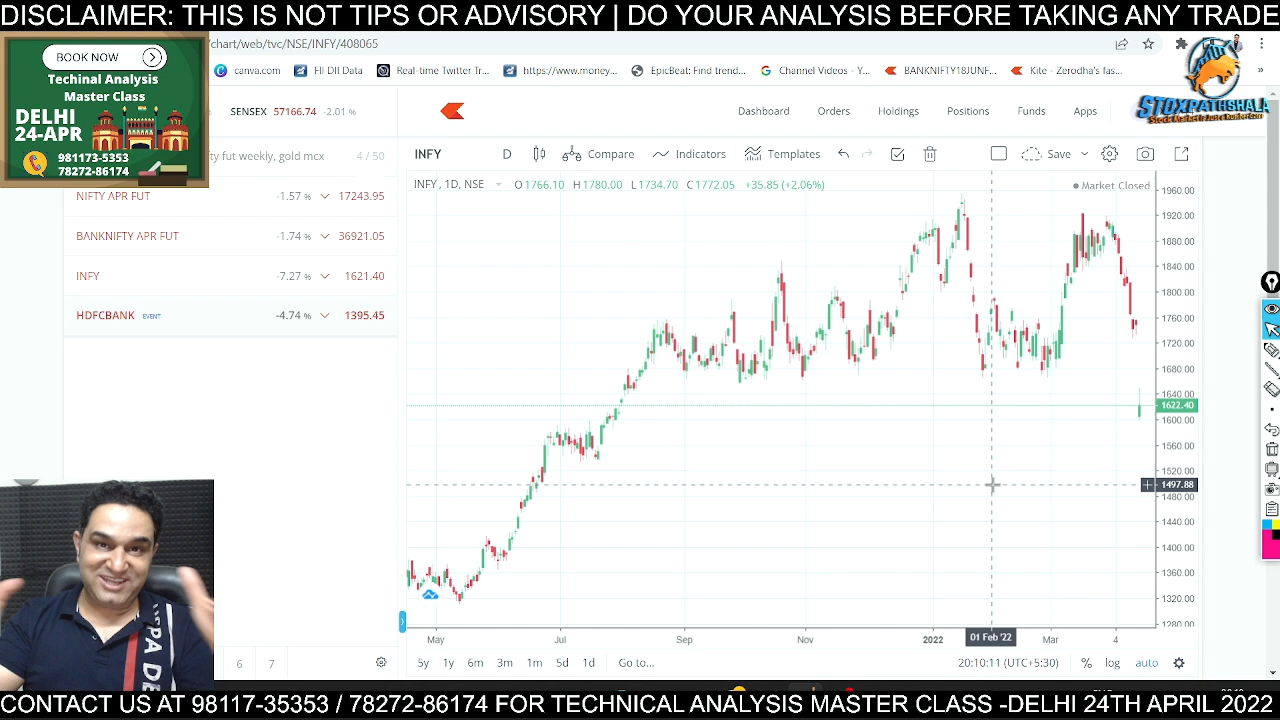 DISCLAIMER: THIS IS NOT TIPS OR ADVISORY | DO YOUR ANALYSIS BEFORE TAKING ANY TRADE
/chart/web/tvc/NSE/INFY/408065
BOOK NOW
Techinal Analysis
Master Class
DELHI
24-APR
981173-5353
78272-86174
canva.com
FII DII Data
Real-time Twitter Tr...
https://www.money...
EpicBeat: Find trend...
Channel Videos - Y...
BANKNIFTY18JUNF...
Kite - Zerodha's fas...
»
STOXPATHSHALA
SENSEX 57166.74 -2.01 %
Dashboard
Orders
Holdings
Positions
Funds
Apps
ty fut weekly, gold mcx 4 / 50
NIFTY APR FUT -1.57 % 17243.95
BANKNIFTY APR FUT -1.74 % 36921.05
INFY -7.27 % 1621.40
HDFCBANK EVENT -4.74 % 1395.45
6 7
INFY D Compare Indicators Templates Save
INFY, 1D, NSE O1766.10 H1780.00 L1734.70 C1772.05 +35.85 (+2.06%)
Market Closed
1960.00
1920.00
1880.00
1840.00
1800.00
1760.00
1720.00
1680.00
1640.00
1622.40
1600.00
1560.00
1520.00
1497.88
1480.00
1440.00
1400.00
1360.00
1320.00
1280.00
May Jul Sep Nov 2022 01 Feb '22 Mar 4
5y 1y 6m 3m 1m 5d 1d Go to... 20:10:11 (UTC+5:30) % log auto
CONTACT US AT 98117-35353 / 78272-86174 FOR TECHNICAL ANALYSIS MASTER CLASS -DELHI 24TH APRIL 2022